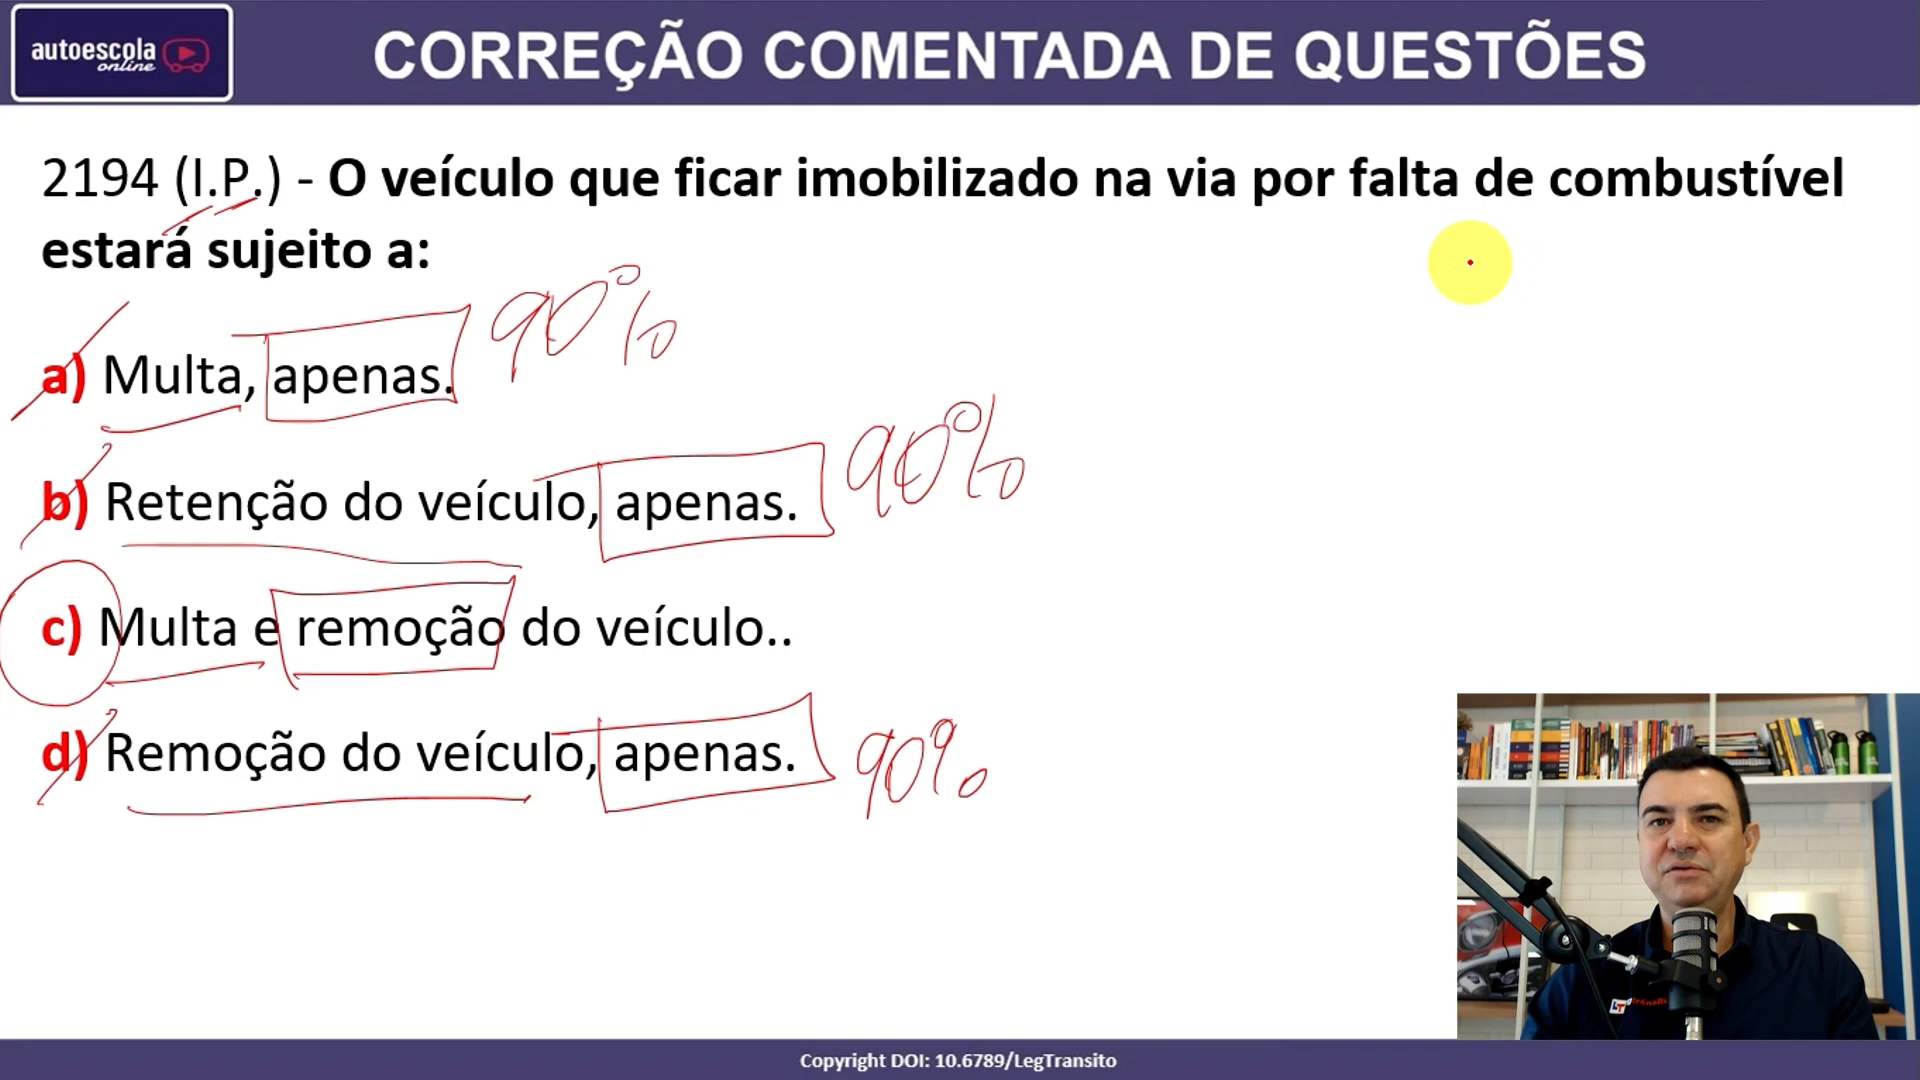 autoescola
online
CORREÇÃO COMENTADA DE QUESTÕES
2194 (I.P.) - O veículo que ficar imobilizado na via por falta de combustível
estará sujeito a:
a) Multa, apenas. 90%
b) Retenção do veículo, apenas. 90%
c) Multa e remoção do veículo..
d) Remoção do veículo, apenas. 90%
Copyright DOI: 10.6789/LegTransito